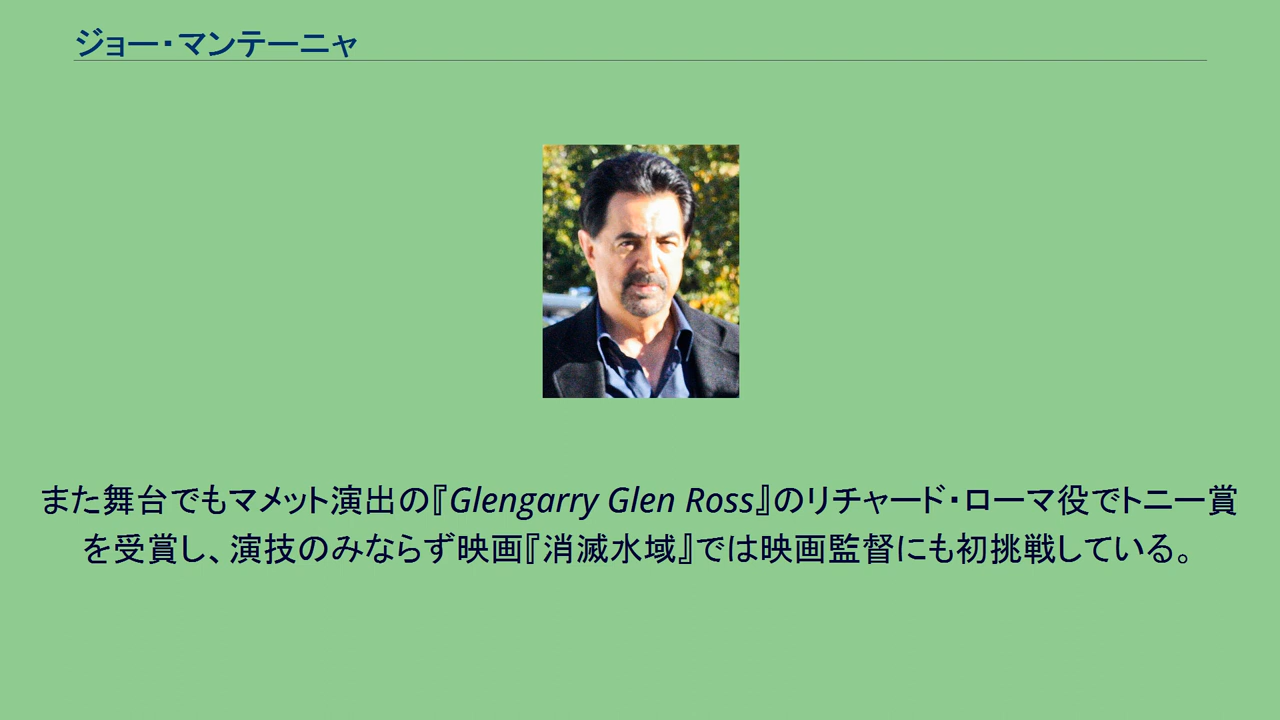 ジョー・マンテーニャ
また舞台でもマメット演出の『Glengarry Glen Ross』のリチャード・ローマ役でトニー賞
を受賞し、演技のみならず映画『消滅水域』では映画監督にも初挑戦している。